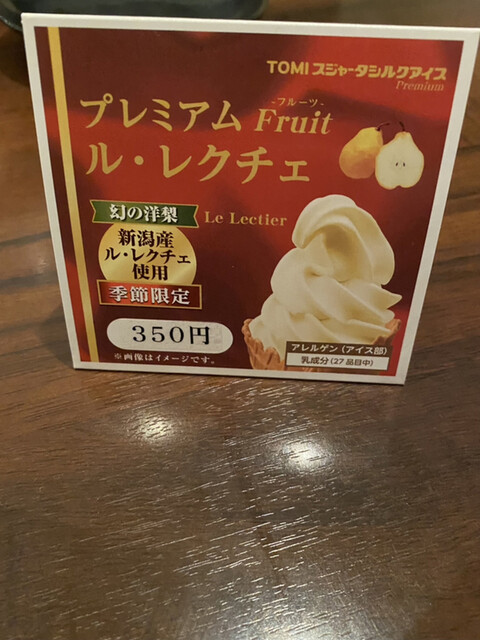 TOMI スジャータシルクアイス
Premium
-フルーツ-
プレミアム Fruit
ル・レクチェ
幻の洋梨
Le Lectier
新潟産
ル・レクチェ
使用
季節限定
350円
※画像はイメージです。
アレルゲン（アイス部）
乳成分（27品目中）